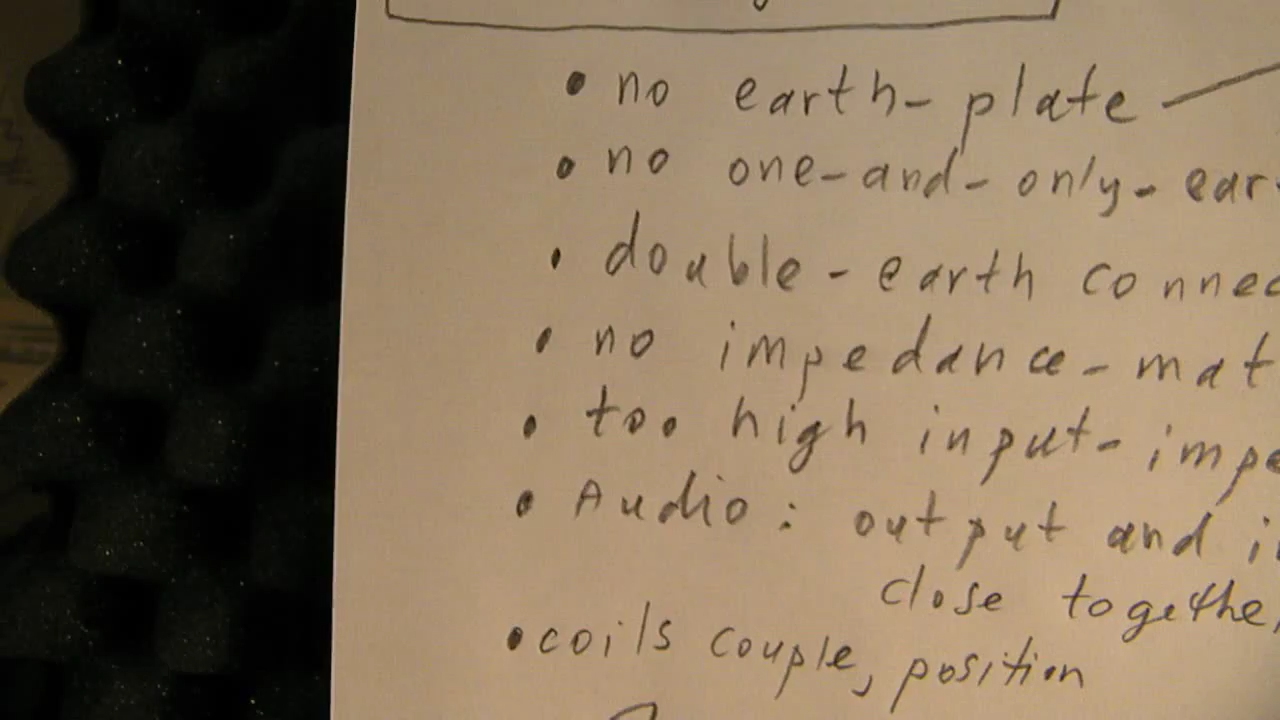 • no earth-plate
• no one-and-only-ear
• double-earth connec
• no impedance-mat
• too high input-impe
• Audio: output and i
close togethe
• coils couple, position